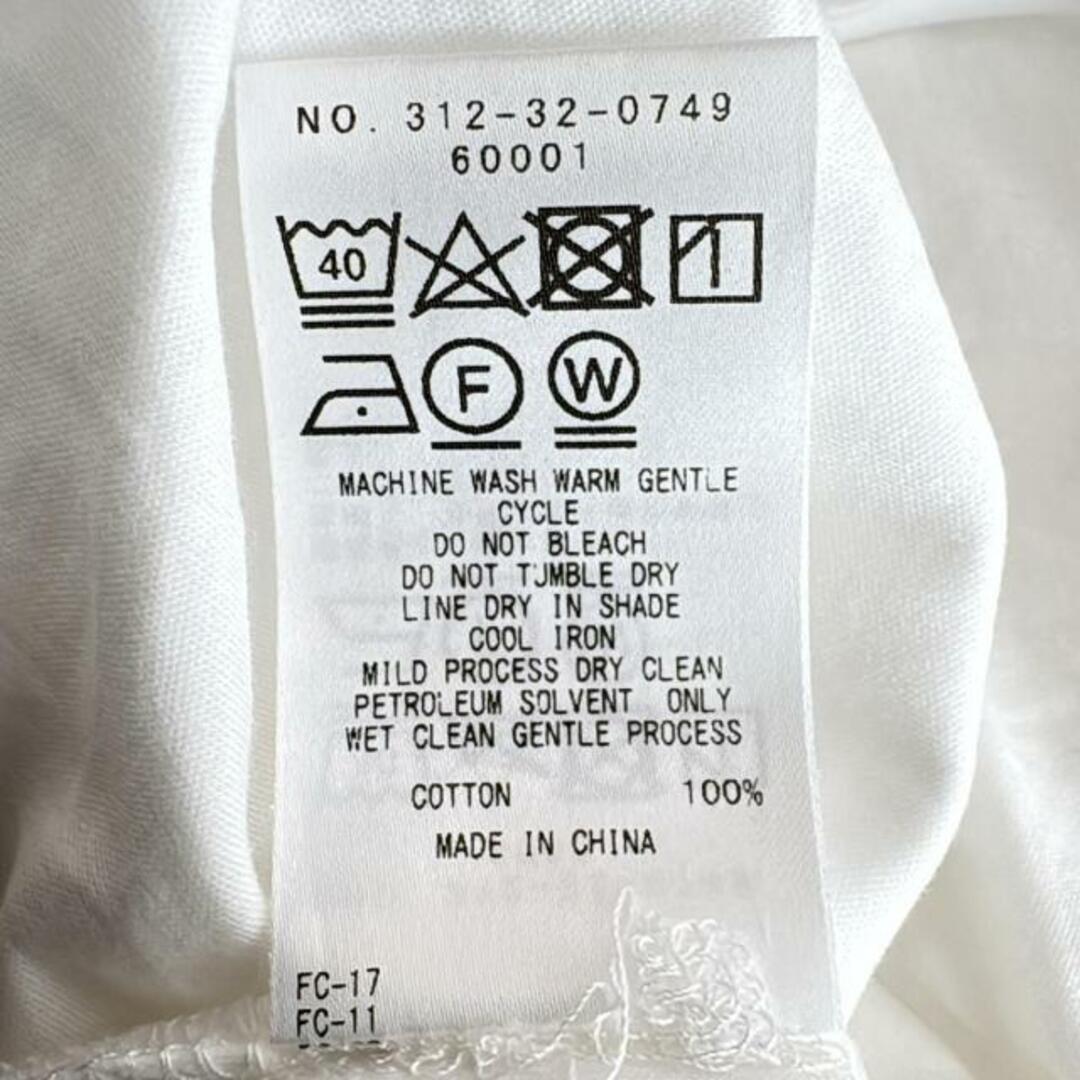 NO. 312-32-0749
60001
40
F
W
MACHINE WASH WARM GENTLE
CYCLE
DO NOT BLEACH
DO NOT TUMBLE DRY
LINE DRY IN SHADE
COOL IRON
MILD PROCESS DRY CLEAN
PETROLEUM SOLVENT ONLY
WET CLEAN GENTLE PROCESS
COTTON 100%
MADE IN CHINA
FC-17
FC-11